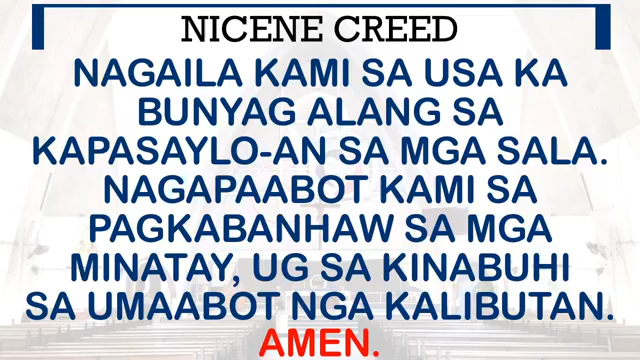 NICENE CREED
NAGAILA KAMI SA USA KA
BUNYAG ALANG SA
KAPASAYLO-AN SA MGA SALA.
NAGAPAABOT KAMI SA
PAGKABANHAW SA MGA
MINATAY, UG SA KINABUHI
SA UMAABOT NGA KALIBUTAN.
AMEN.